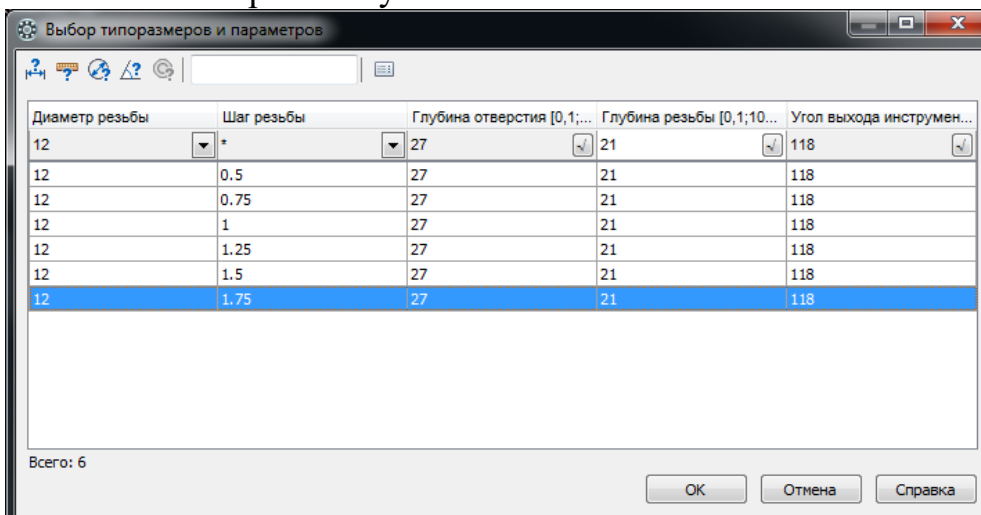 Выбор типоразмеров и параметров
Диаметр резьбы Шаг резьбы Глубина отверстия [0,1;... Глубина резьбы [0,1;10... Угол выхода инструмен...
12 * 27 21 118
12 0.5 27 21 118
12 0.75 27 21 118
12 1 27 21 118
12 1.25 27 21 118
12 1.5 27 21 118
12 1.75 27 21 118
Всего: 6
OK Отмена Справка